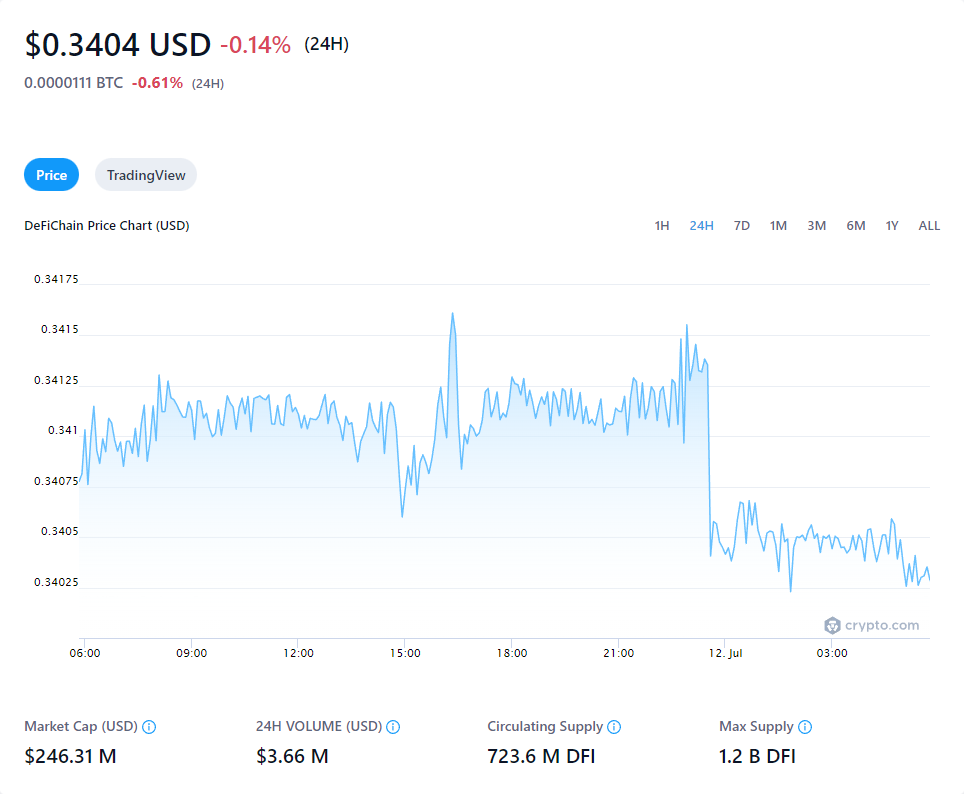 $0.3404 USD -0.14% (24H)
0.0000111 BTC -0.61% (24H)
Price TradingView
DeFiChain Price Chart (USD) 1H 24H 7D 1M 3M 6M 1Y ALL
0.34175
0.3415
0.34125
0.341
0.34075
0.3405
0.34025
crypto.com
06:00 09:00 12:00 15:00 18:00 21:00 12. Jul 03:00
Market Cap (USD) 24H VOLUME (USD) Circulating Supply Max Supply
$246.31 M $3.66 M 723.6 M DFI 1.2 B DFI